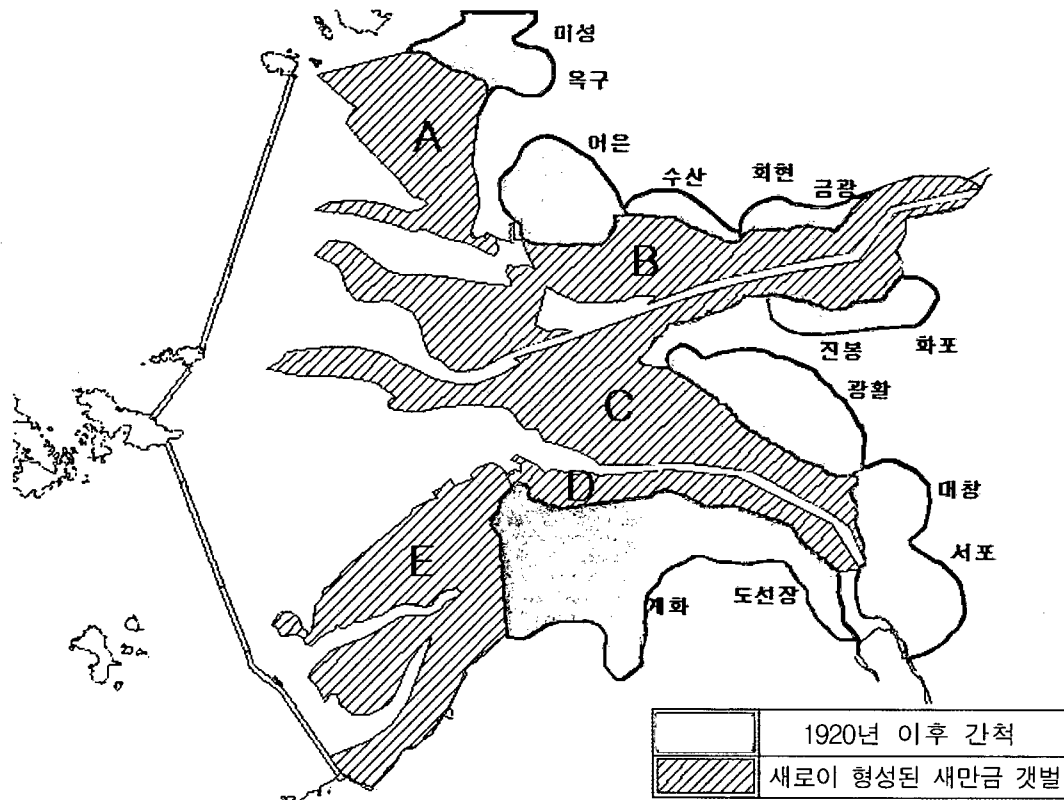 미성
옥구
A
어은
수산
회현
금광
B
진봉
화포
광활
C
대창
D
서포
E
계화
도선장
1920년 이후 간척
새로이 형성된 새만금 갯벌